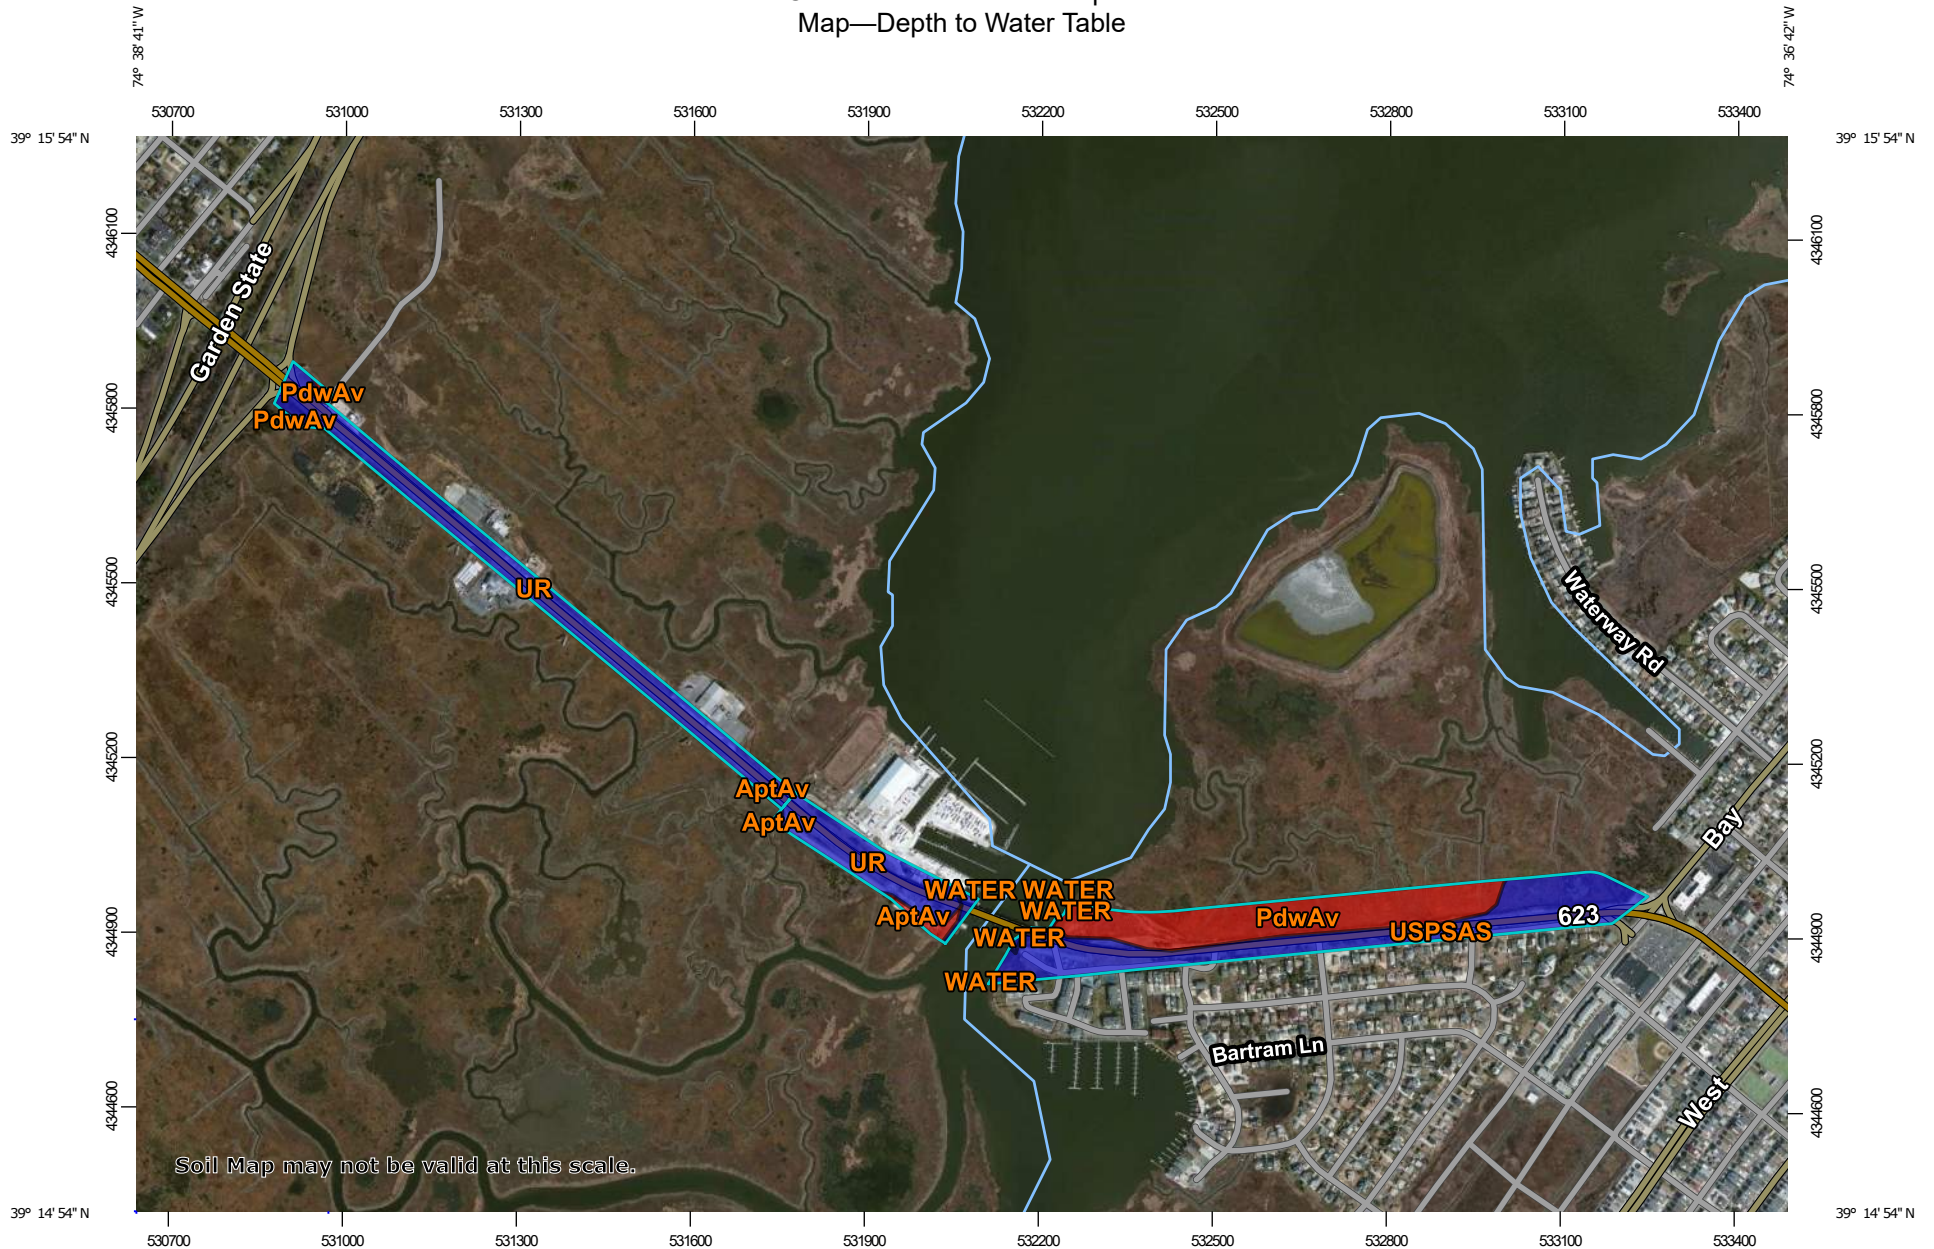 Map—Depth to Water Table
74° 38' 41" W
74° 36' 42" W
530700 531000 531300 531600 531900 532200 532500 532800 533100 533400
39° 15' 54" N
39° 15' 54" N
4346100
4346100
Garden State
PdwAv
PdwAv
4345800
4345800
4345500
4345500
UR
Waterway Rd
4345200
4345200
AptAv
AptAv
Bay
UR
WATER WATER
WATER
AptAv
PdwAv
623
USPSAS
WATER
4344900
4344900
WATER
Bartram Ln
West
4344600
4344600
Soil Map may not be valid at this scale.
39° 14' 54" N
39° 14' 54" N
530700 531000 531300 531600 531900 532200 532500 532800 533100 533400